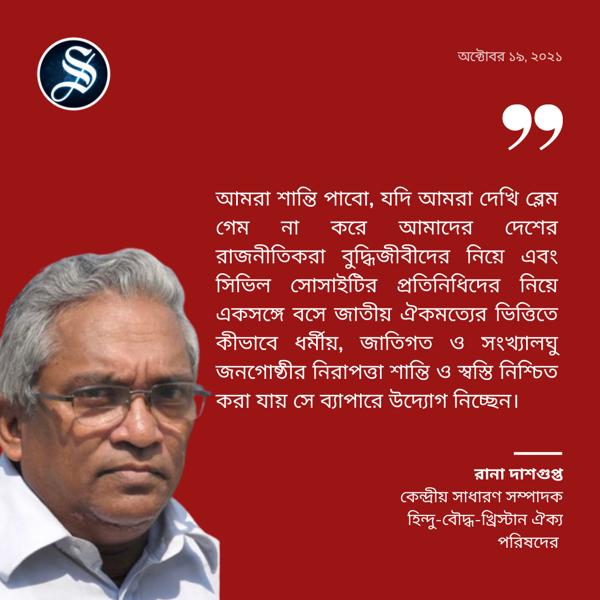 S
অক্টোবর ১৯, ২০২১
”
আমরা শান্তি পাবো, যদি আমরা দেখি ব্লেম
গেম না করে আমাদের দেশের
রাজনীতিকরা বুদ্ধিজীবীদের নিয়ে এবং
সিভিল সোসাইটির প্রতিনিধিদের নিয়ে
একসঙ্গে বসে জাতীয় ঐকমত্যের ভিত্তিতে
কীভাবে ধর্মীয়, জাতিগত ও সংখ্যালঘু
জনগোষ্ঠীর নিরাপত্তা শান্তি ও স্বস্তি নিশ্চিত
করা যায় সে ব্যাপারে উদ্যোগ নিচ্ছেন।
রানা দাশগুপ্ত
কেন্দ্রীয় সাধারণ সম্পাদক
হিন্দু-বৌদ্ধ-খ্রিস্টান ঐক্য
পরিষদের